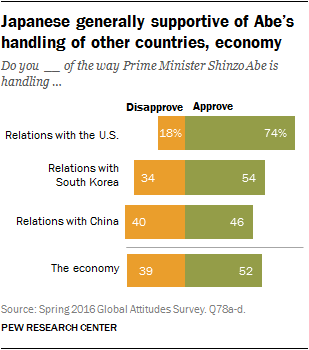 Japanese generally supportive of Abe's
handling of other countries, economy
Do you __ of the way Prime Minister Shinzo Abe is
handling ...
Disapprove Approve
Relations with the U.S. 18% 74%
Relations with
South Korea 34 54
Relations with China 40 46
The economy 39 52
Source: Spring 2016 Global Attitudes Survey. Q78a-d.
PEW RESEARCH CENTER